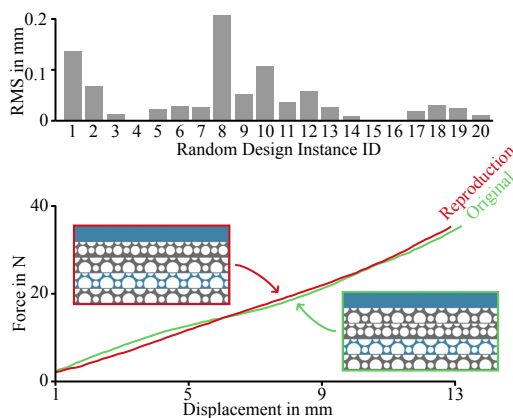 0.2
0.1
0
RMS in mm
1 2 3 4 5 6 7 8 9 10 11 12 13 14 15 16 17 18 19 20
Random Design Instance ID
Reproduction
Original
40
20
0
Force in N
1 5 9 13
Displacement in mm